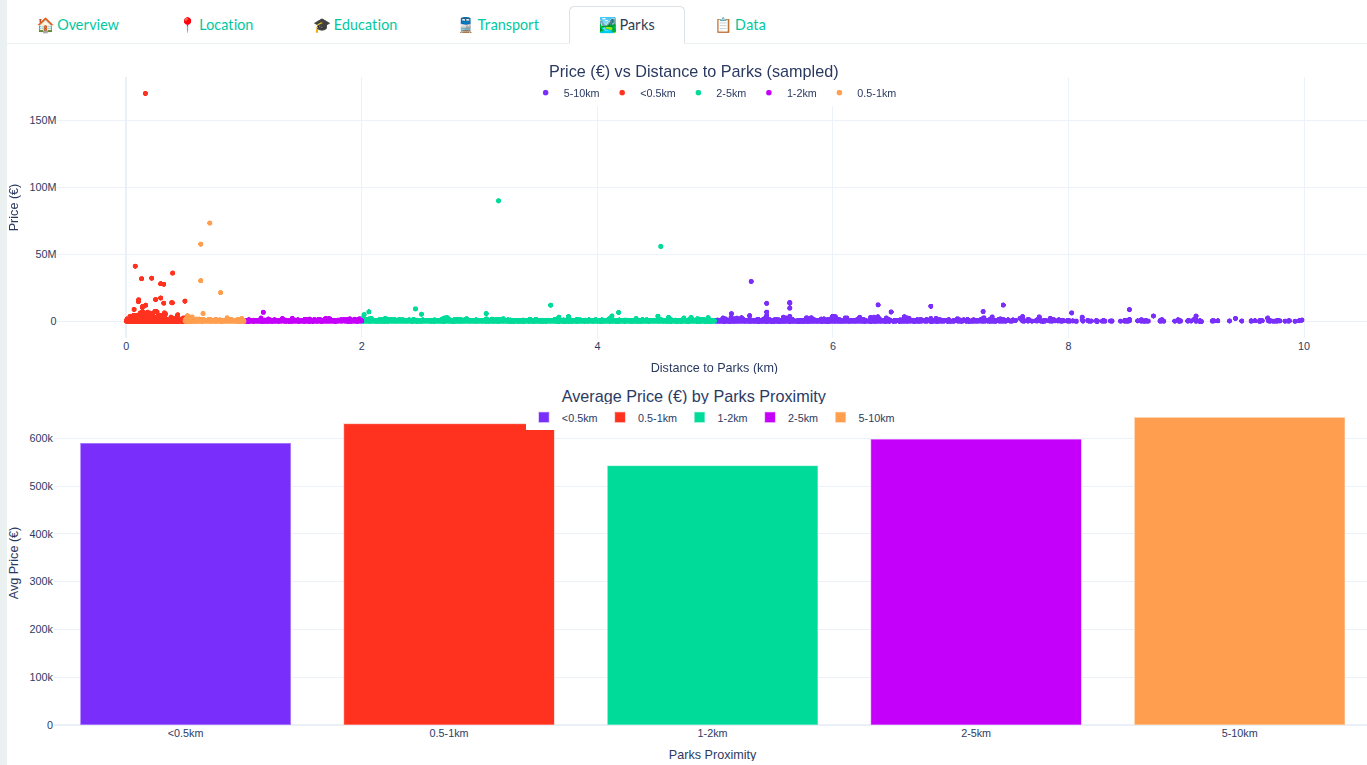 🏠 Overview 📍 Location 🎓 Education 🚆 Transport 🏞️ Parks 📋 Data
Price (€) vs Distance to Parks (sampled)
5-10km <0.5km 2-5km 1-2km 0.5-1km
150M
100M
50M
0
Price (€)
0 2 4 6 8 10
Distance to Parks (km)
Average Price (€) by Parks Proximity
<0.5km 0.5-1km 1-2km 2-5km 5-10km
600k
500k
400k
300k
200k
100k
0
Avg Price (€)
<0.5km 0.5-1km 1-2km 2-5km 5-10km
Parks Proximity